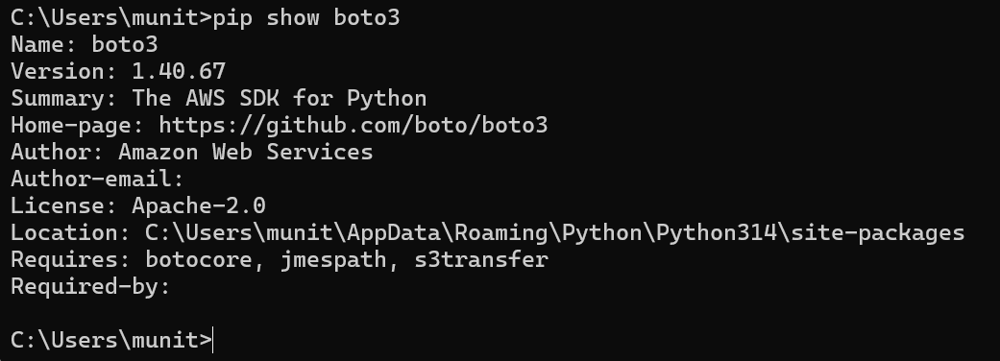 C:\Users\munit>pip show boto3
Name: boto3
Version: 1.40.67
Summary: The AWS SDK for Python
Home-page: https://github.com/boto/boto3
Author: Amazon Web Services
Author-email:
License: Apache-2.0
Location: C:\Users\munit\AppData\Roaming\Python\Python314\site-packages
Requires: botocore, jmespath, s3transfer
Required-by:
C:\Users\munit>